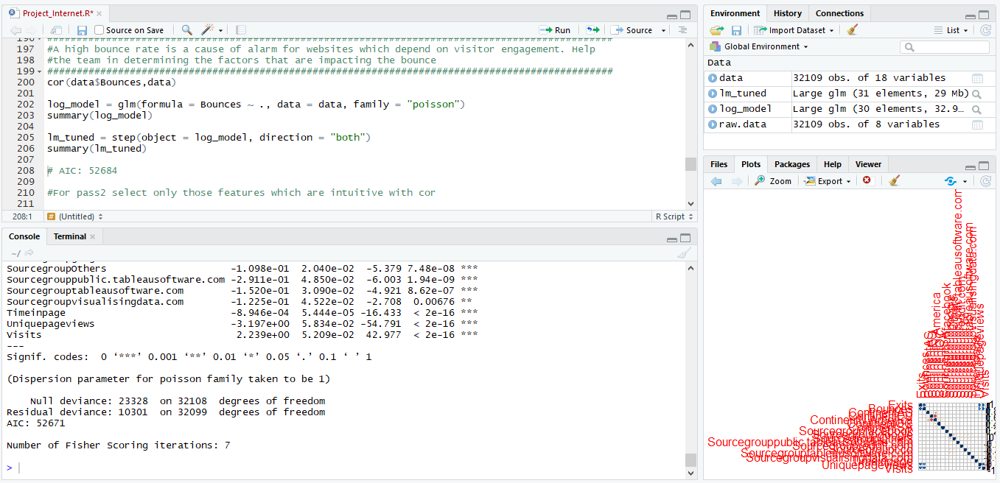 Project_Internet.R*
Source on Save
Run
Source
196 ################################################################################################
197 #A high bounce rate is a cause of alarm for websites which depend on visitor engagement. Help
198 #the team in determining the factors that are impacting the bounce
199 ################################################################################################
200 cor(data$Bounces,data)
201
202 log_model = glm(formula = Bounces ~ ., data = data, family = "poisson")
203 summary(log_model)
204
205 lm_tuned = step(object = log_model, direction = "both")
206 summary(lm_tuned)
207
208 # AIC: 52684
209
210 #For pass2 select only those features which are intuitive with cor
211
208:1 (Untitled) R Script
Console Terminal
~/
SourcegroupOthers -1.098e-01 2.040e-02 -5.379 7.48e-08 ***
Sourcegrouppublic.tableausoftware.com -2.911e-01 4.850e-02 -6.003 1.94e-09 ***
Sourcegrouptableausoftware.com -1.520e-01 3.090e-02 -4.921 8.62e-07 ***
Sourcegroupvisualisingdata.com -1.225e-01 4.522e-02 -2.708 0.00676 **
Timeinpage -8.946e-04 5.444e-05 -16.433 < 2e-16 ***
Uniquepageviews -3.197e+00 5.834e-02 -54.791 < 2e-16 ***
Visits 2.239e+00 5.209e-02 42.977 < 2e-16 ***
---
Signif. codes: 0 ‘***’ 0.001 ‘**’ 0.01 ‘*’ 0.05 ‘.’ 0.1 ‘ ’ 1
(Dispersion parameter for poisson family taken to be 1)
Null deviance: 23328 on 32108 degrees of freedom
Residual deviance: 10301 on 32099 degrees of freedom
AIC: 52671
Number of Fisher Scoring iterations: 7
>
Environment History Connections
Import Dataset List
Global Environment
Data
data 32109 obs. of 18 variables
lm_tuned Large glm (31 elements, 29 Mb)
log_model Large glm (30 elements, 32.9…
raw.data 32109 obs. of 8 variables
Files Plots Packages Help Viewer
Zoom Export
Exits
Bounces
Uniquepageviews
Visits